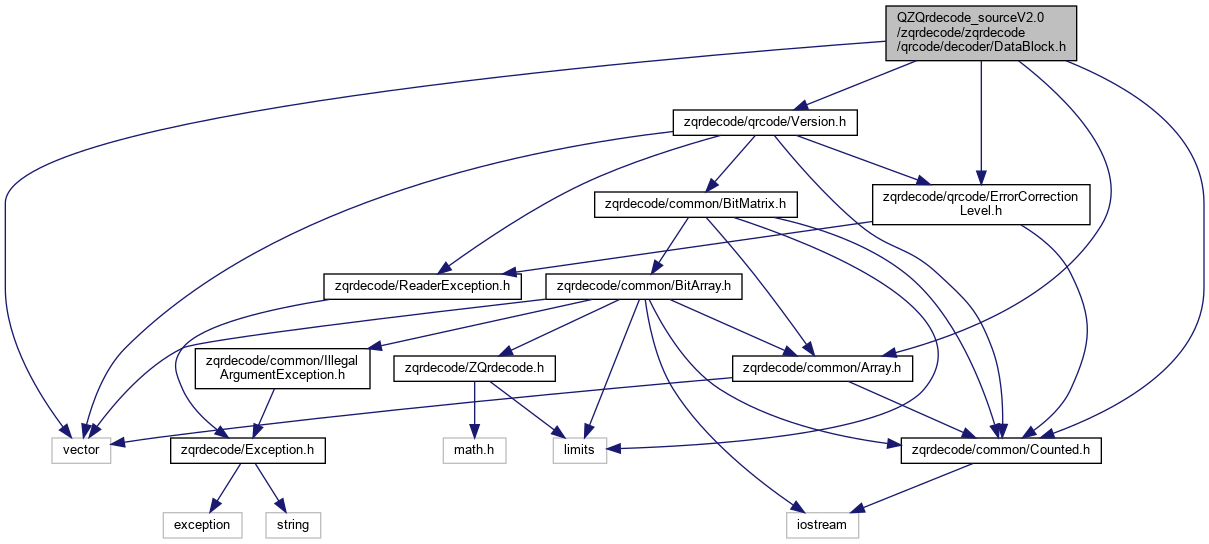 QZQrdecode_sourceV2.0
/zqrdecode/zqrdecode
/qrcode/decoder/DataBlock.h
zqrdecode/qrcode/Version.h
zqrdecode/common/BitMatrix.h
zqrdecode/qrcode/ErrorCorrection
Level.h
zqrdecode/ReaderException.h
zqrdecode/common/BitArray.h
zqrdecode/common/Illegal
ArgumentException.h
zqrdecode/ZQrdecode.h
zqrdecode/common/Array.h
vector
zqrdecode/Exception.h
math.h
limits
zqrdecode/common/Counted.h
exception
string
iostream